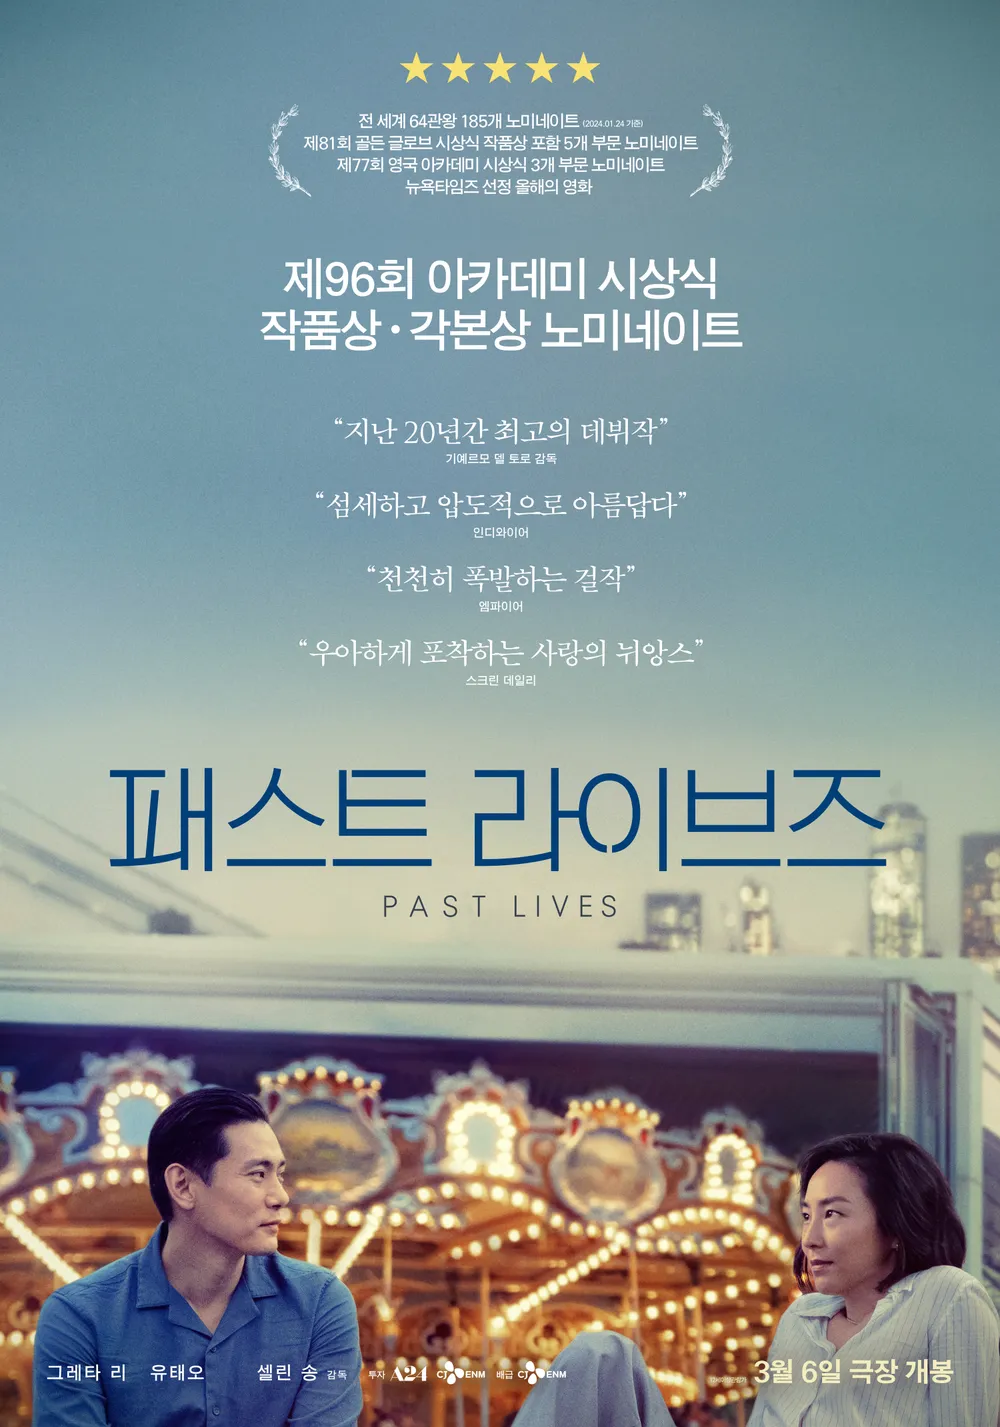 전 세계 64관왕 185개 노미네이트 (2024.01.24 기준)
제81회 골든 글로브 시상식 작품상 포함 5개 부문 노미네이트
제77회 영국 아카데미 시상식 3개 부문 노미네이트
뉴욕타임즈 선정 올해의 영화
제96회 아카데미 시상식
작품상·각본상 노미네이트
“지난 20년간 최고의 데뷔작”
기예르모 델 토로 감독
“섬세하고 압도적으로 아름답다”
인디와이어
“천천히 폭발하는 걸작”
엠파이어
“우아하게 포착하는 사랑의 뉘앙스”
스크린 데일리
패스트 라이브즈
PAST LIVES
그레타 리 유태오 셀린 송 감독 투자 A24 CJ ENM 배급 CJ ENM 3월 6일 극장 개봉